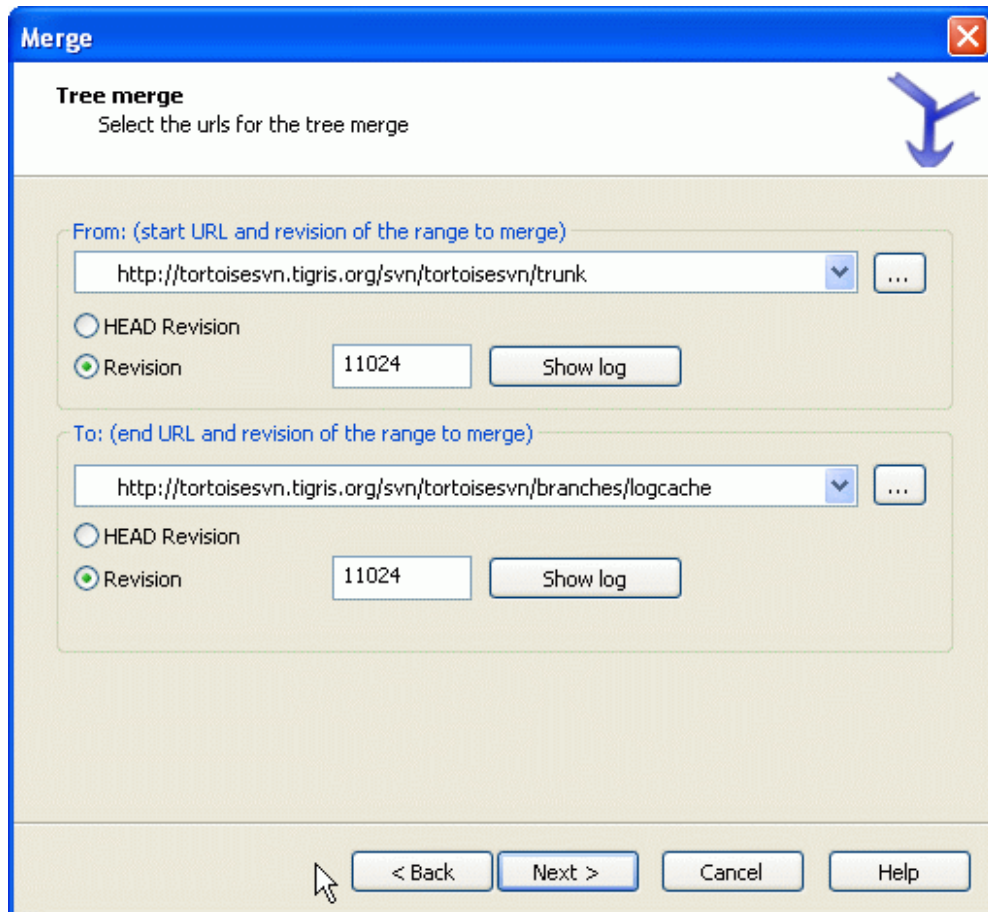 Merge
Tree merge
Select the urls for the tree merge
From: (start URL and revision of the range to merge)
http://tortoisesvn.tigris.org/svn/tortoisesvn/trunk
...
HEAD Revision
Revision 11024 Show log
To: (end URL and revision of the range to merge)
http://tortoisesvn.tigris.org/svn/tortoisesvn/branches/logcache
...
HEAD Revision
Revision 11024 Show log
< Back Next > Cancel Help